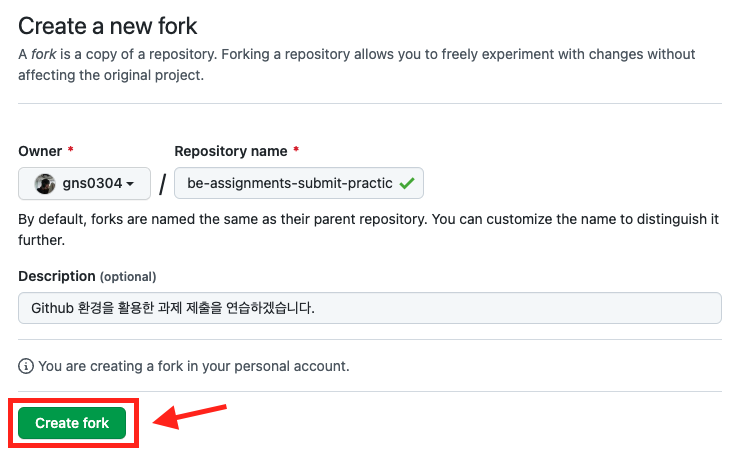 Create a new fork
A fork is a copy of a repository. Forking a repository allows you to freely experiment with changes without
affecting the original project.
Owner * Repository name *
gns0304 / be-assignments-submit-practic
By default, forks are named the same as their parent repository. You can customize the name to distinguish it
further.
Description (optional)
Github 환경을 활용한 과제 제출을 연습하겠습니다.
You are creating a fork in your personal account.
Create fork